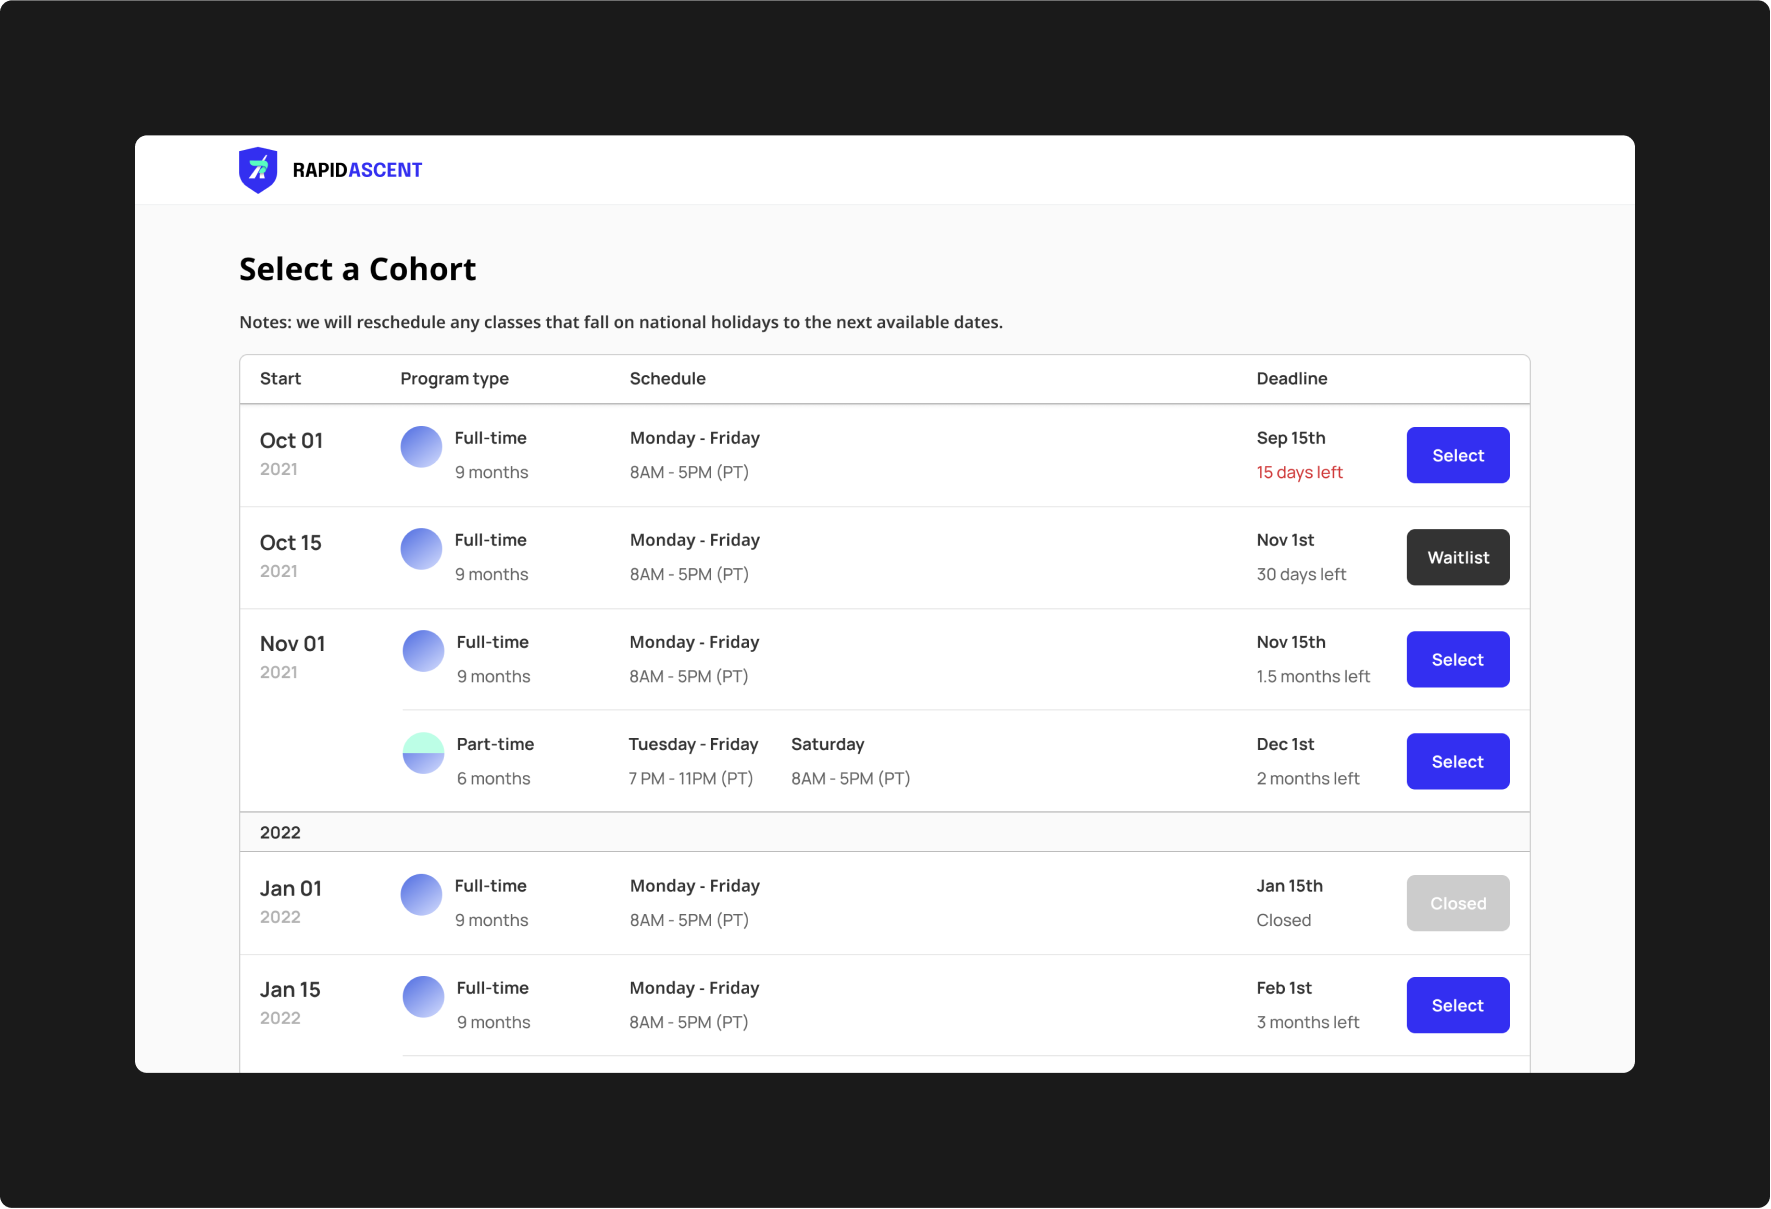 RAPIDASCENT
Select a Cohort
Notes: we will reschedule any classes that fall on national holidays to the next available dates.
Start Program type Schedule Deadline
Oct 01 Full-time Monday - Friday Sep 15th Select
2021 9 months 8AM - 5PM (PT) 15 days left
Oct 15 Full-time Monday - Friday Nov 1st Waitlist
2021 9 months 8AM - 5PM (PT) 30 days left
Nov 01 Full-time Monday - Friday Nov 15th Select
2021 9 months 8AM - 5PM (PT) 1.5 months left
Part-time Tuesday - Friday Saturday Dec 1st Select
6 months 7 PM - 11PM (PT) 8AM - 5PM (PT) 2 months left
2022
Jan 01 Full-time Monday - Friday Jan 15th Closed
2022 9 months 8AM - 5PM (PT) Closed
Jan 15 Full-time Monday - Friday Feb 1st Select
2022 9 months 8AM - 5PM (PT) 3 months left